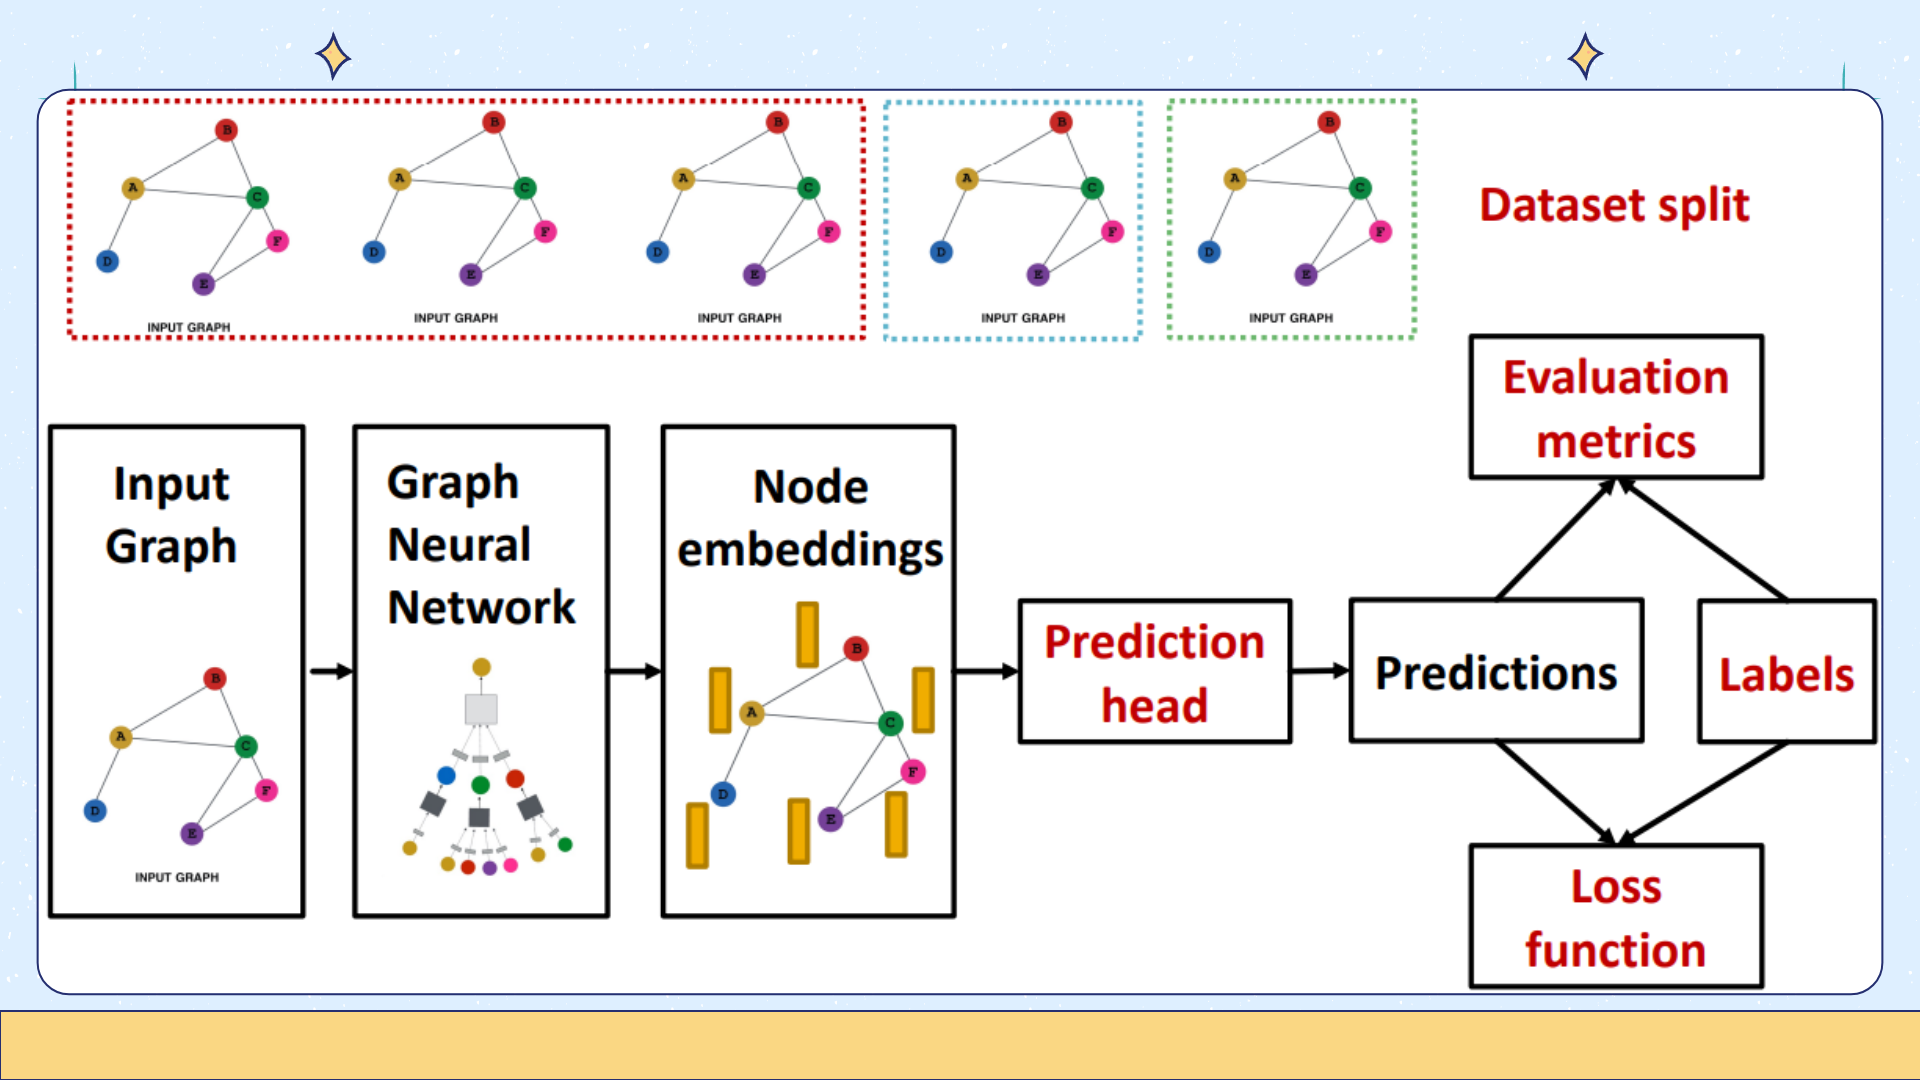 B
A
C
F
D
E
INPUT GRAPH
B
A
C
F
D
E
INPUT GRAPH
B
A
C
F
D
E
INPUT GRAPH
B
A
C
F
D
E
INPUT GRAPH
B
A
C
F
D
E
INPUT GRAPH
Dataset split
Input
Graph
B
A
C
F
D
E
INPUT GRAPH
Graph
Neural
Network
Node
embeddings
B
A
C
F
D
E
Prediction
head
Predictions
Labels
Evaluation
metrics
Loss
function